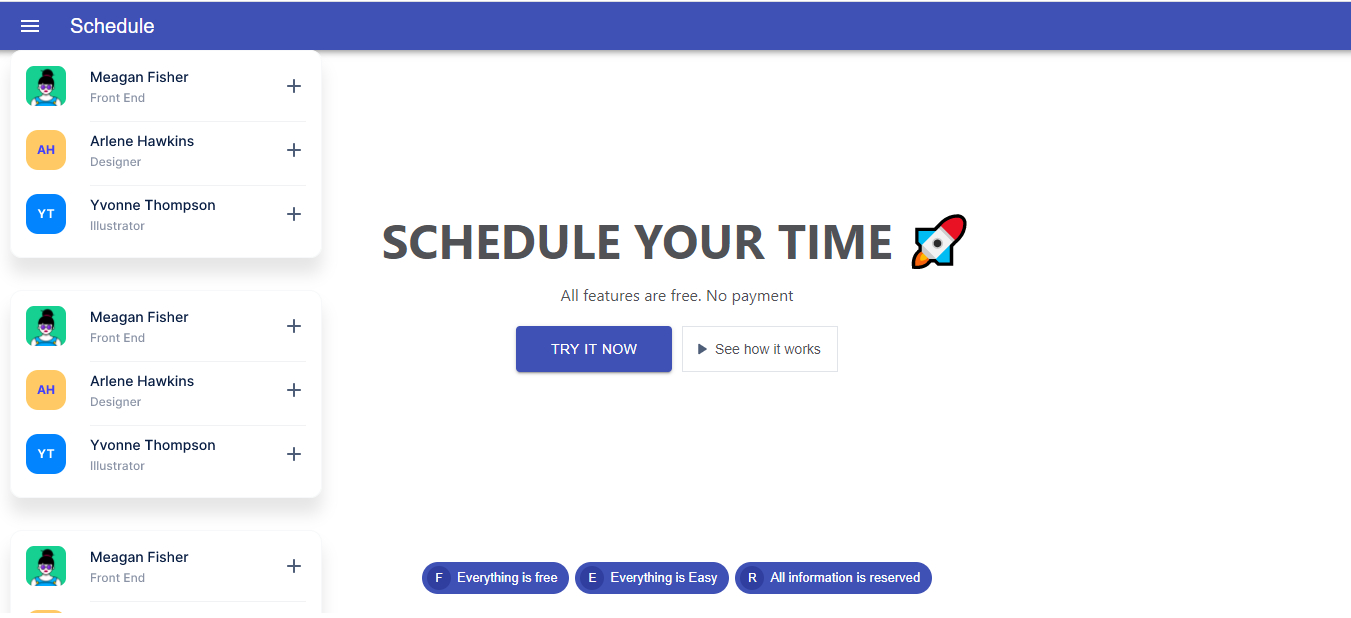 Schedule
Meagan Fisher
Front End
AH
Arlene Hawkins
Designer
YT
Yvonne Thompson
Illustrator
Meagan Fisher
Front End
AH
Arlene Hawkins
Designer
YT
Yvonne Thompson
Illustrator
Meagan Fisher
Front End
SCHEDULE YOUR TIME
All features are free. No payment
TRY IT NOW
See how it works
F Everything is free
E Everything is Easy
R All information is reserved